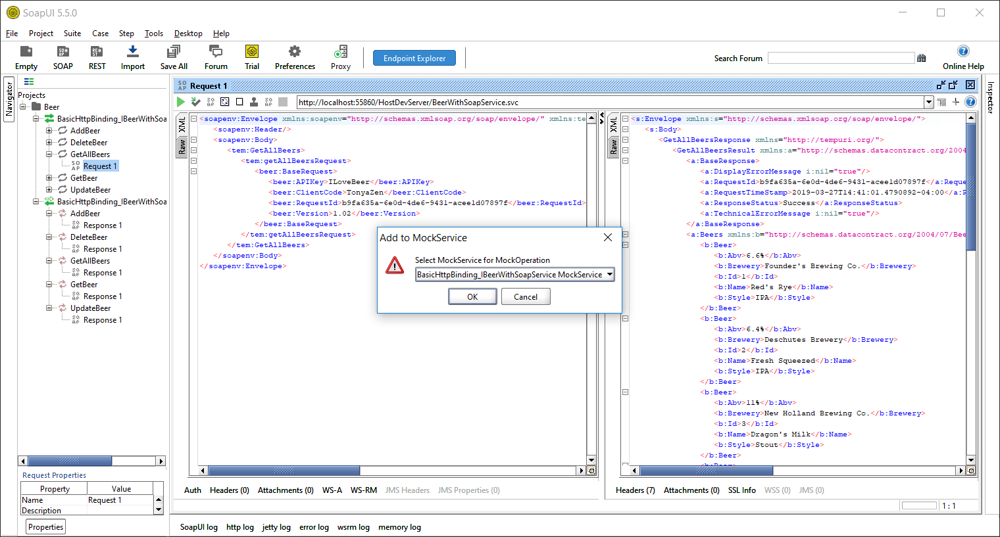 SoapUI 5.5.0
File Project Suite Case Step Tools Desktop Help
Empty SOAP REST Import Save All Forum Trial Preferences Proxy Endpoint Explorer Search Forum Online Help
Navigator
Projects
Beer
BasicHttpBinding_IBeerWithSoa
AddBeer
DeleteBeer
GetAllBeers
Request 1
GetBeer
UpdateBeer
BasicHttpBinding_IBeerWithSoa
AddBeer
Response 1
DeleteBeer
Response 1
GetAllBeers
Response 1
GetBeer
Response 1
UpdateBeer
Response 1
Request Properties
Property Value
Name Request 1
Description
Properties
Request 1
http://localhost:55860/HostDevServer/BeerWithSoapService.svc
XML
Raw
<soapenv:Envelope xmlns:soapenv="http://schemas.xmlsoap.org/soap/envelope/" xmlns:te
<soapenv:Header/>
<soapenv:Body>
<tem:GetAllBeers>
<tem:getAllBeersRequest>
<beer:BaseRequest>
<beer:APIKey>ILoveBeer</beer:APIKey>
<beer:ClientCode>TonyaZen</beer:ClientCode>
<beer:RequestId>b9fa635a-6e0d-4de6-9431-acee1d07897f</beer:RequestId>
<beer:Version>1.02</beer:Version>
</beer:BaseRequest>
</tem:getAllBeersRequest>
</tem:GetAllBeers>
</soapenv:Body>
</soapenv:Envelope>
Auth Headers (0) Attachments (0) WS-A WS-RM JMS Headers JMS Properties (0)
Add to MockService
Select MockService for MockOperation
BasicHttpBinding_IBeerWithSoapService MockService
OK Cancel
XML
Raw
<s:Envelope xmlns:s="http://schemas.xmlsoap.org/soap/envelope/">
<s:Body>
<GetAllBeersResponse xmlns="http://tempuri.org/">
<GetAllBeersResult xmlns:a="http://schemas.datacontract.org/2004
<a:BaseResponse>
<a:DisplayErrorMessage i:nil="true"/>
<a:RequestId>b9fa635a-6e0d-4de6-9431-acee1d07897f</a:Reque
<a:RequestTimeStamp>2019-03-27T14:41:01.4790892-04:00</a:R
<a:ResponseStatus>Success</a:ResponseStatus>
<a:TechnicalErrorMessage i:nil="true"/>
</a:BaseResponse>
<a:Beers xmlns:b="http://schemas.datacontract.org/2004/07/Bee
<b:Beer>
<b:Abv>6.6%</b:Abv>
<b:Brewery>Founder's Brewing Co.</b:Brewery>
<b:Id>1</b:Id>
<b:Name>Red's Rye</b:Name>
<b:Style>IPA</b:Style>
</b:Beer>
<b:Beer>
<b:Abv>6.4%</b:Abv>
<b:Brewery>Deschutes Brewery</b:Brewery>
<b:Id>2</b:Id>
<b:Name>Fresh Squeezed</b:Name>
<b:Style>IPA</b:Style>
</b:Beer>
<b:Beer>
<b:Abv>11%</b:Abv>
<b:Brewery>New Holland Brewing Co.</b:Brewery>
<b:Id>3</b:Id>
<b:Name>Dragon's Milk</b:Name>
<b:Style>Stout</b:Style>
</b:Beer>
Headers (7) Attachments (0) SSL Info WSS (0) JMS (0)
1 : 1
Inspector
SoapUI log http log jetty log error log wsrm log memory log